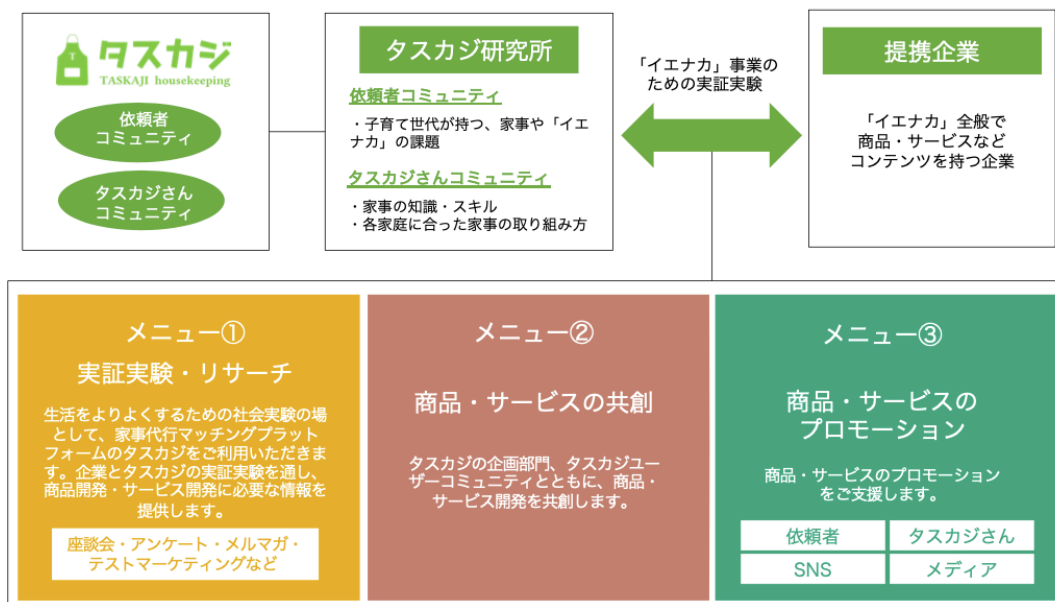 タスカジ
TASKAJI housekeeping
依頼者
コミュニティ
タスカジさん
コミュニティ
タスカジ研究所
依頼者コミュニティ
・子育て世代が持つ、家事や「イエ
ナカ」の課題
タスカジさんコミュニティ
・家事の知識・スキル
・各家庭に合った家事の取り組み方
「イエナカ」事業の
ための実証実験
提携企業
「イエナカ」全般で
商品・サービスなど
コンテンツを持つ企業
メニュー①
実証実験・リサーチ
生活をよりよくするための社会実験の場
として、家事代行マッチングプラット
フォームのタスカジをご利用いただきま
す。企業とタスカジの実証実験を通し、
商品開発・サービス開発に必要な情報を
提供します。
座談会・アンケート・メルマガ・
テストマーケティングなど
メニュー②
商品・サービスの共創
タスカジの企画部門、タスカジユー
ザーコミュニティとともに、商品・
サービス開発を共創します。
メニュー③
商品・サービスの
プロモーション
商品・サービスのプロモーション
をご支援します。
依頼者
タスカジさん
SNS
メディア